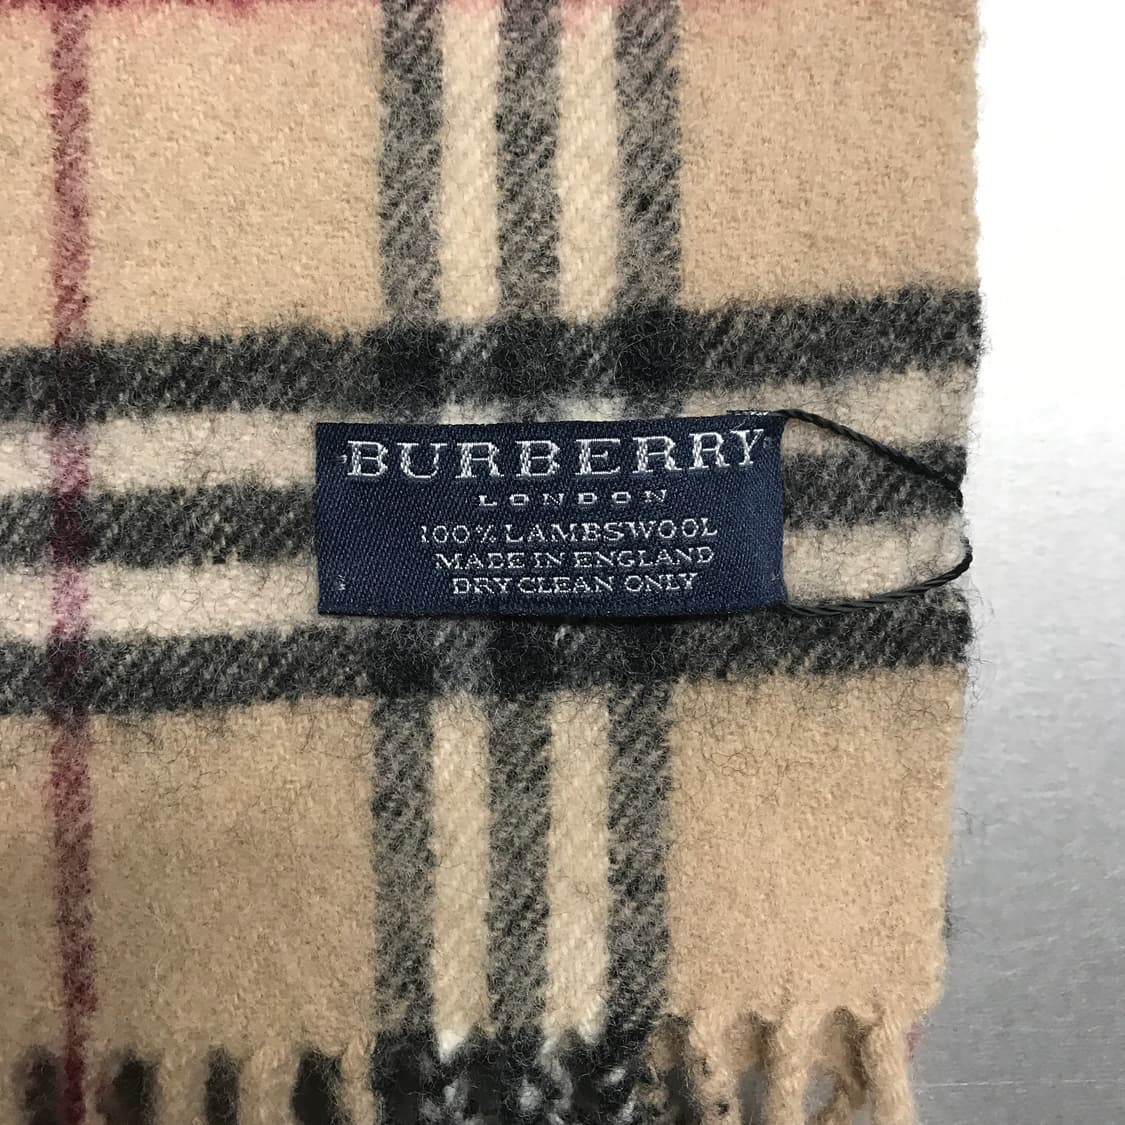 BURBERRY
LONDON
100% LAMBSWOOL
MADE IN ENGLAND
DRY CLEAN ONLY